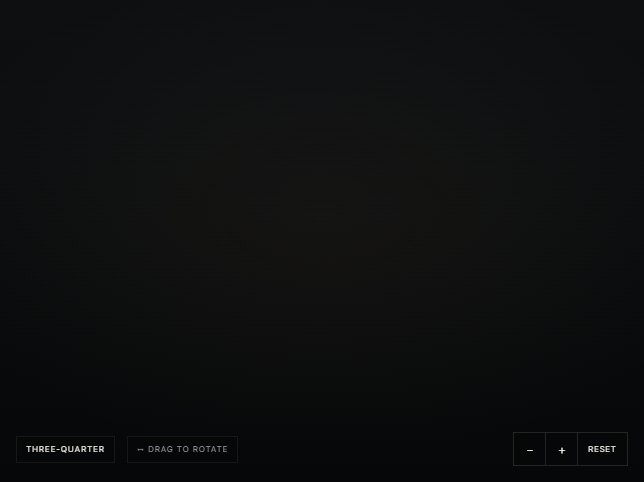 THREE-QUARTER
↔ DRAG TO ROTATE
− + RESET